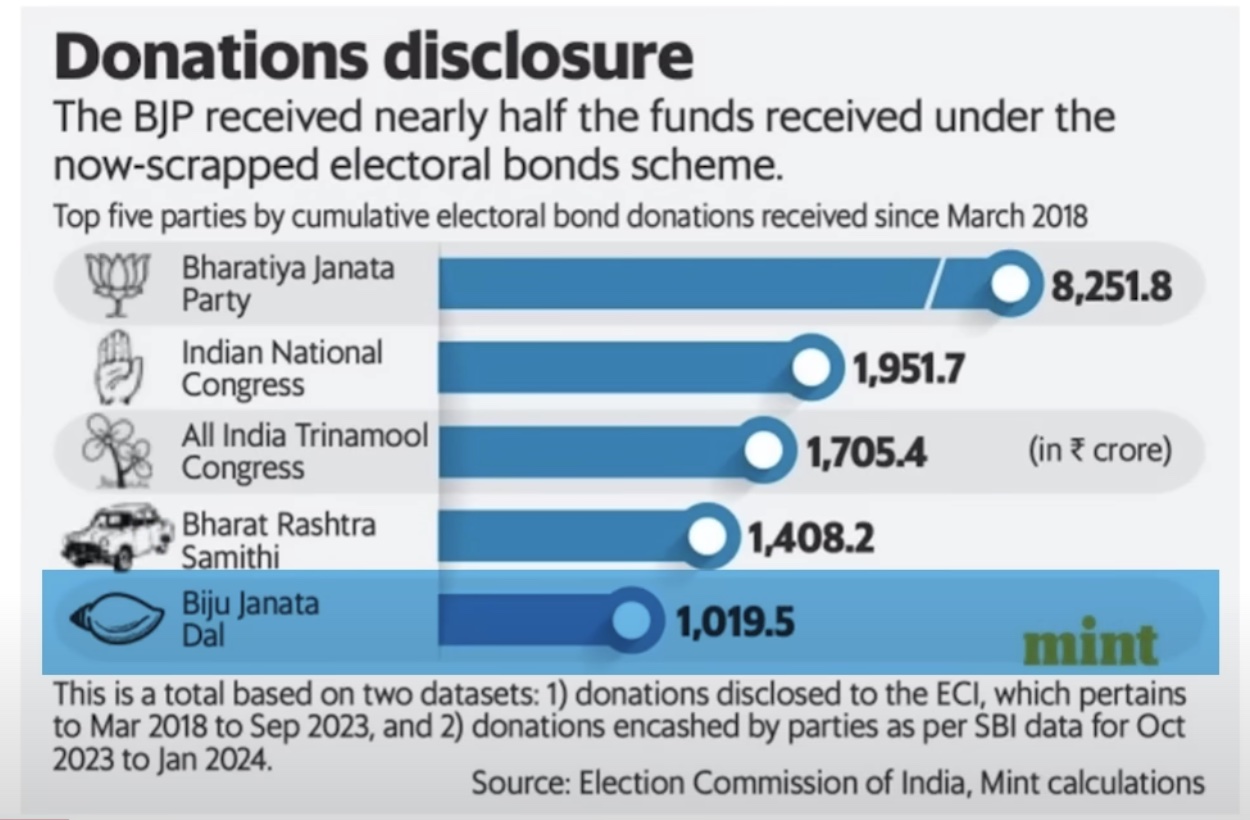 Donations disclosure
The BJP received nearly half the funds received under the
now-scrapped electoral bonds scheme.
Top five parties by cumulative electoral bond donations received since March 2018
Bharatiya Janata
Party
8,251.8
Indian National
Congress
1,951.7
All India Trinamool
Congress
1,705.4
(in ₹ crore)
Bharat Rashtra
Samithi
1,408.2
Biju Janata
Dal
1,019.5
mint
This is a total based on two datasets: 1) donations disclosed to the ECI, which pertains
to Mar 2018 to Sep 2023, and 2) donations encashed by parties as per SBI data for Oct
2023 to Jan 2024.
Source: Election Commission of India, Mint calculations